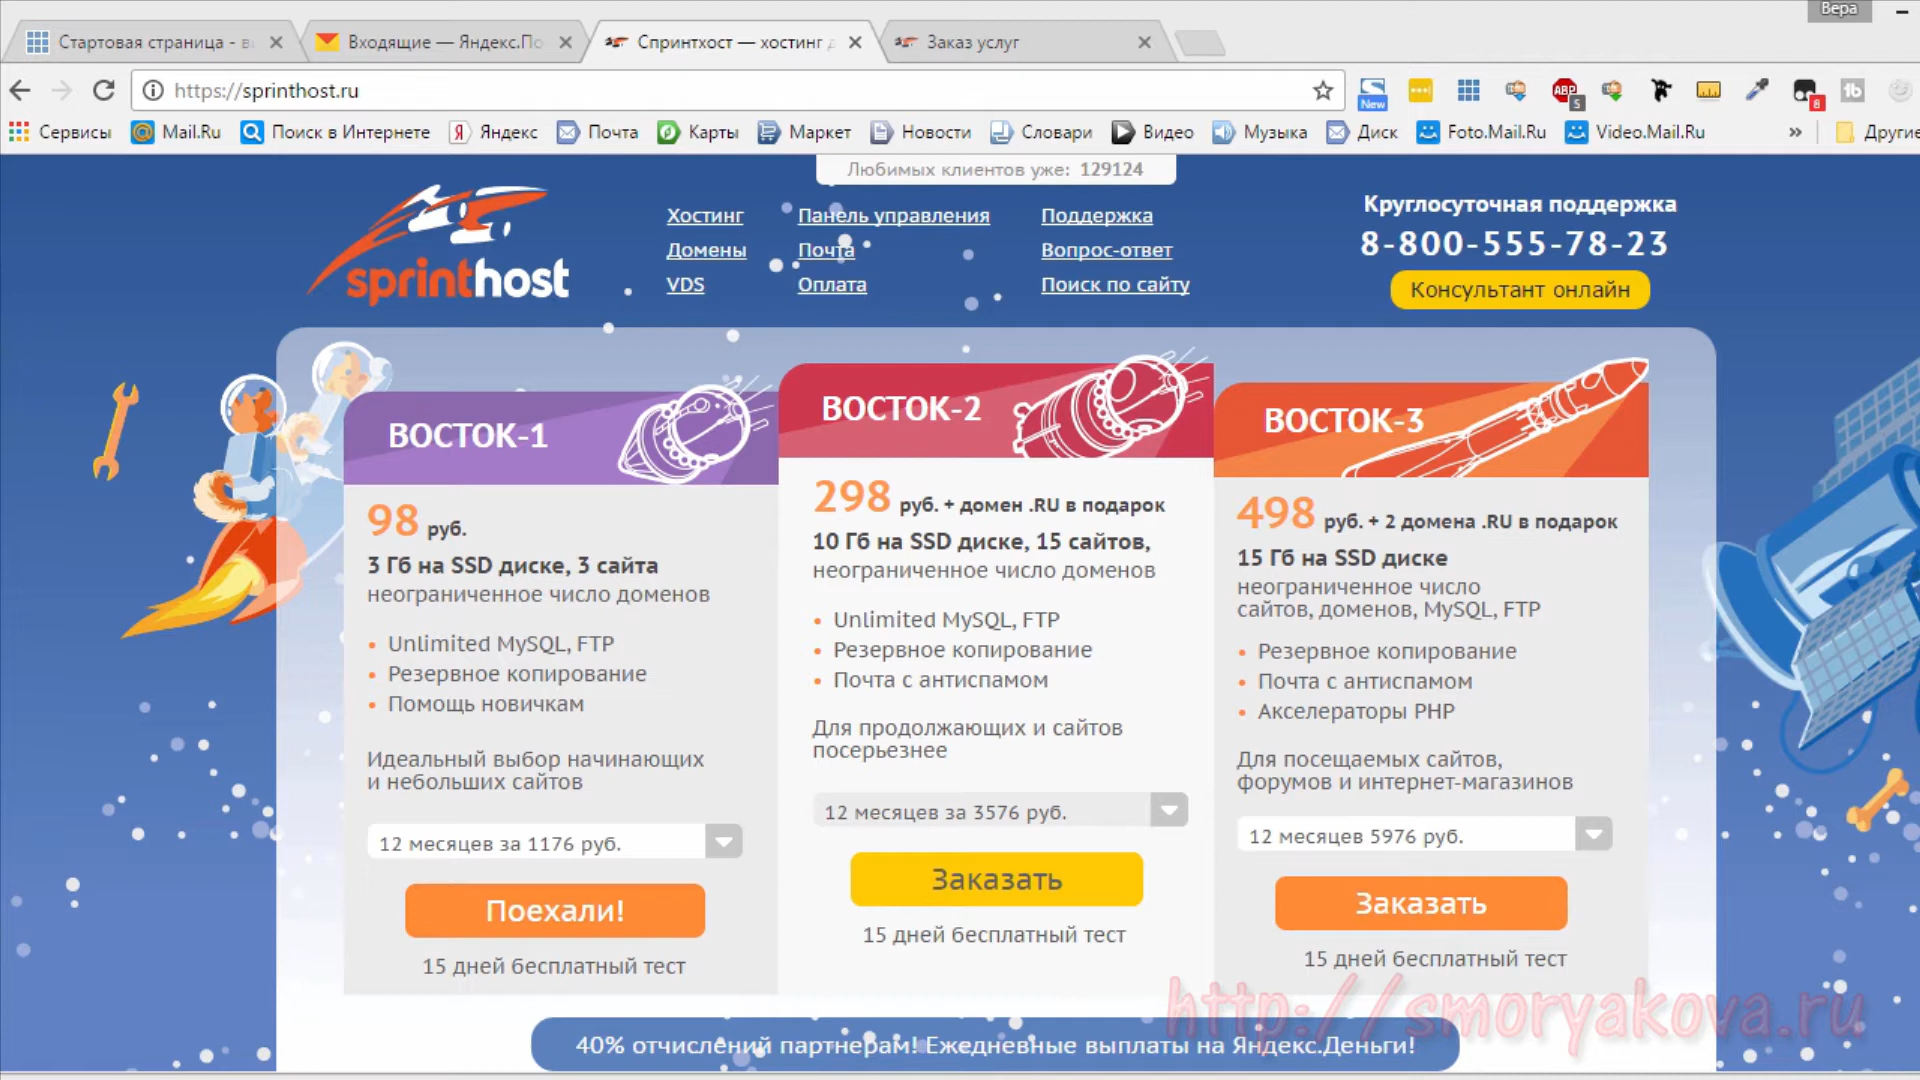 Вера
Стартовая страница - в
Входящие — Яндекс.По
Спринтхост — хостинг д
Заказ услуг
https://sprinthost.ru
New
ABP
5
8
Сервисы
Mail.Ru
Поиск в Интернете
Яндекс
Почта
Карты
Маркет
Новости
Словари
Видео
Музыка
Диск
Foto.Mail.Ru
Video.Mail.Ru
»
Другие
Любимых клиентов уже: 129124
sprinthost
Хостинг
Панель управления
Поддержка
Домены
Почта
Вопрос-ответ
VDS
Оплата
Поиск по сайту
Круглосуточная поддержка
8-800-555-78-23
Консультант онлайн
ВОСТОК-1
98 руб.
3 Гб на SSD диске, 3 сайта
неограниченное число доменов
• Unlimited MySQL, FTP
• Резервное копирование
• Помощь новичкам
Идеальный выбор начинающих
и небольших сайтов
12 месяцев за 1176 руб.
Поехали!
15 дней бесплатный тест
ВОСТОК-2
298 руб. + домен .RU в подарок
10 Гб на SSD диске, 15 сайтов,
неограниченное число доменов
• Unlimited MySQL, FTP
• Резервное копирование
• Почта с антиспамом
Для продолжающих и сайтов
посерьезнее
12 месяцев за 3576 руб.
Заказать
15 дней бесплатный тест
ВОСТОК-3
498 руб. + 2 домена .RU в подарок
15 Гб на SSD диске
неограниченное число
сайтов, доменов, MySQL, FTP
• Резервное копирование
• Почта с антиспамом
• Акселераторы PHP
Для посещаемых сайтов,
форумов и интернет-магазинов
12 месяцев 5976 руб.
Заказать
15 дней бесплатный тест
http://smoryakova.ru
40% отчислений партнерам! Ежедневные выплаты на Яндекс.Деньги!